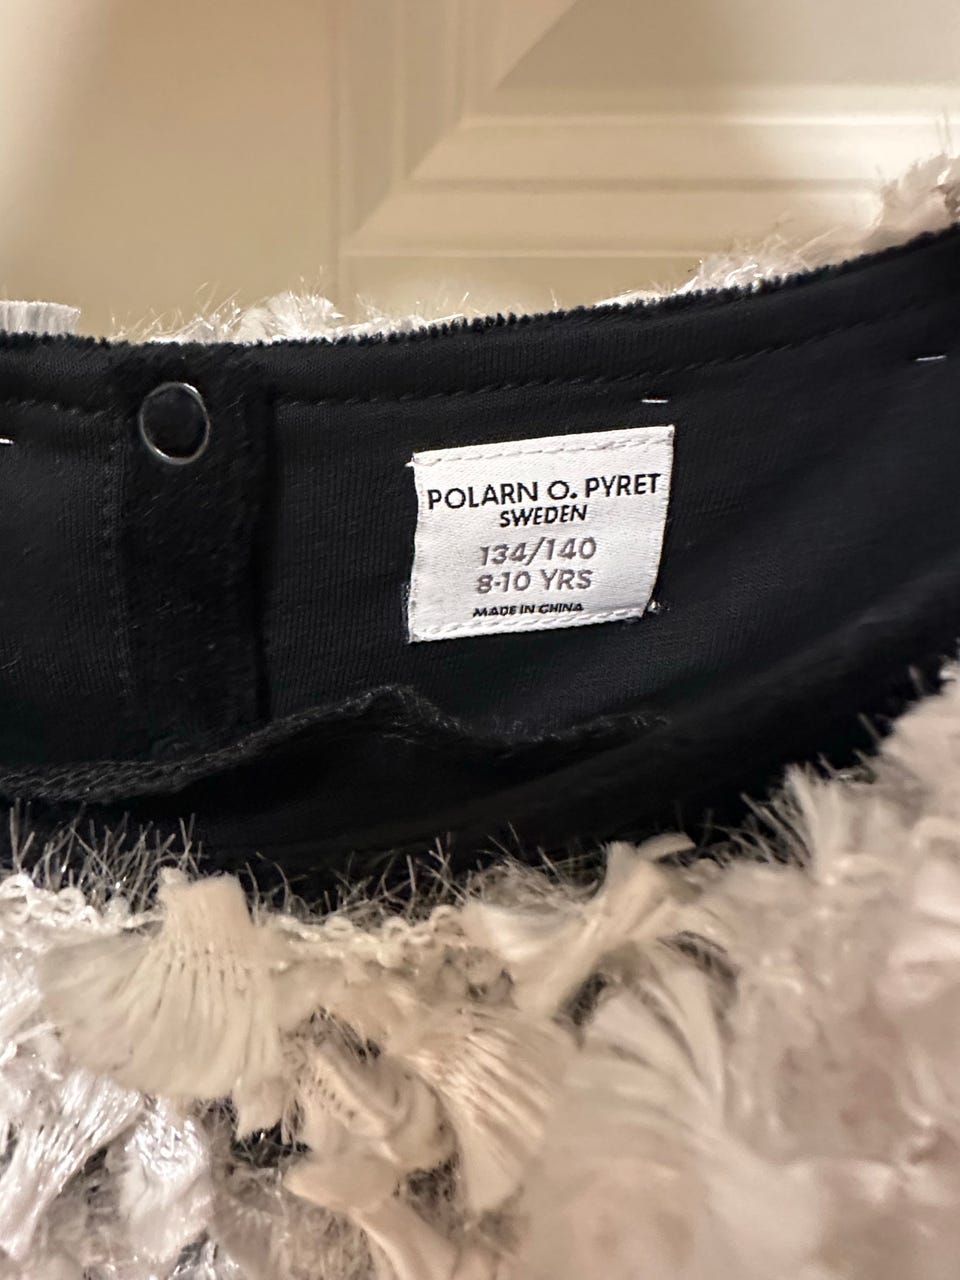 POLARN O. PYRET
SWEDEN
134/140
8-10 YRS
MADE IN CHINA